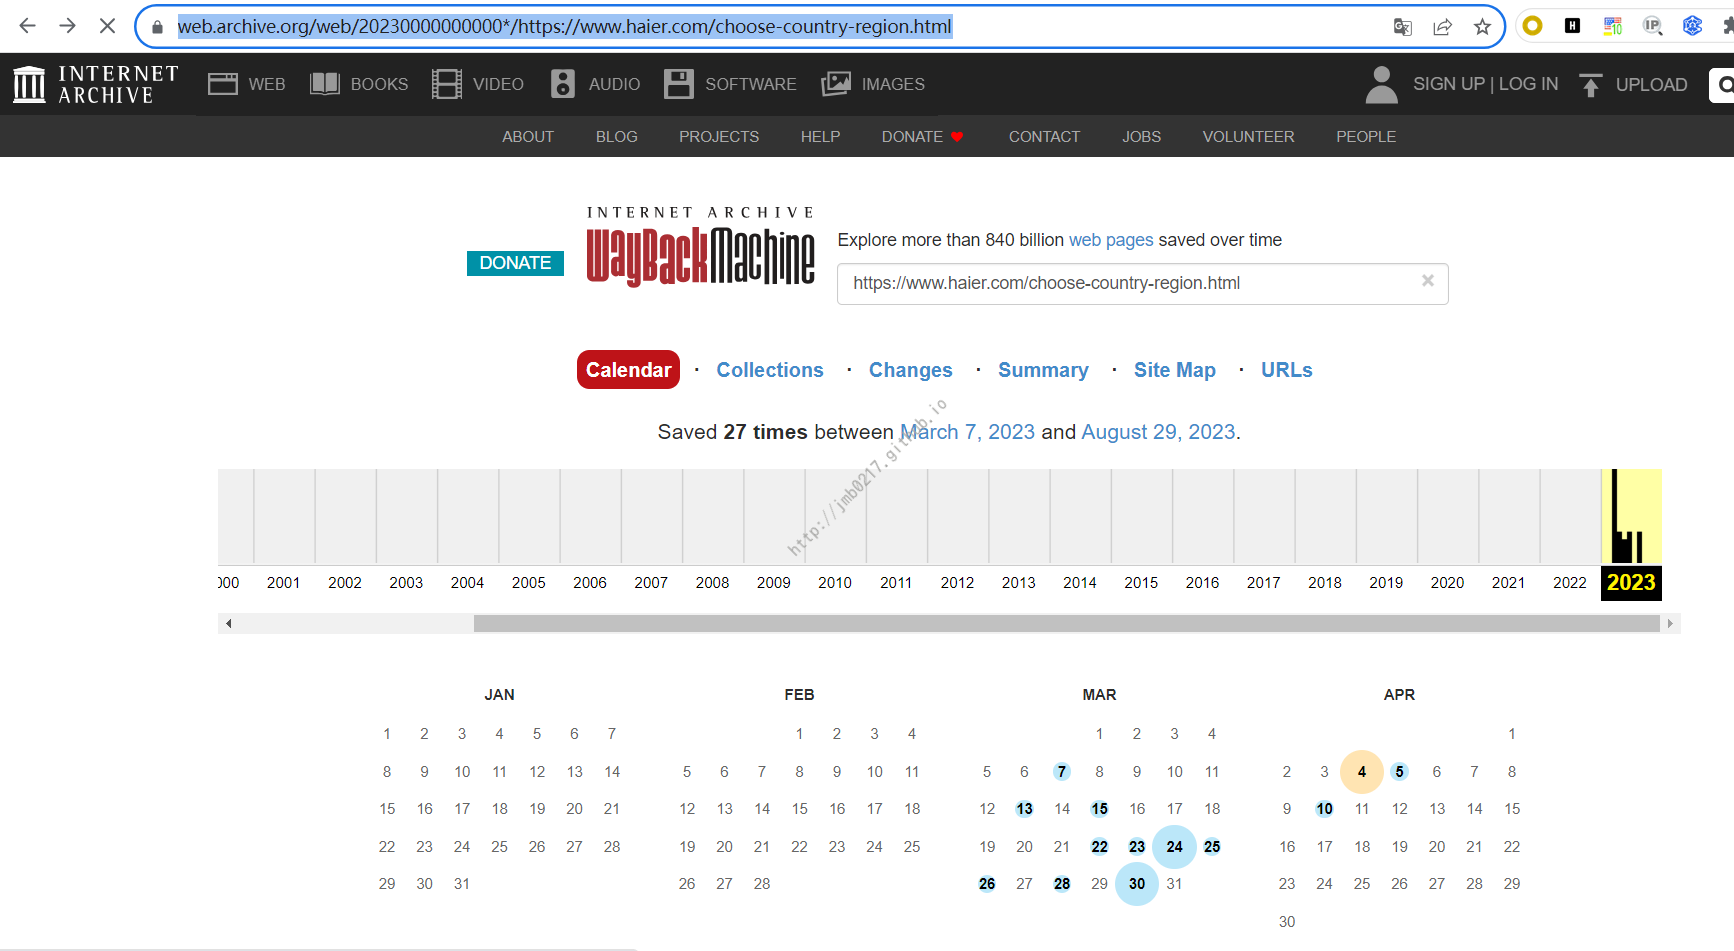 web.archive.org/web/20230000000000*/https://www.haier.com/choose-country-region.html
INTERNET ARCHIVE
WEB BOOKS VIDEO AUDIO SOFTWARE IMAGES
SIGN UP | LOG IN UPLOAD
ABOUT BLOG PROJECTS HELP DONATE CONTACT JOBS VOLUNTEER PEOPLE
DONATE
INTERNET ARCHIVE
WayBackMachine
Explore more than 840 billion web pages saved over time
https://www.haier.com/choose-country-region.html
Calendar · Collections · Changes · Summary · Site Map · URLs
Saved 27 times between March 7, 2023 and August 29, 2023.
http://jmb0217.github.io
000 2001 2002 2003 2004 2005 2006 2007 2008 2009 2010 2011 2012 2013 2014 2015 2016 2017 2018 2019 2020 2021 2022 2023
JAN
1 2 3 4 5 6 7
8 9 10 11 12 13 14
15 16 17 18 19 20 21
22 23 24 25 26 27 28
29 30 31
FEB
1 2 3 4
5 6 7 8 9 10 11
12 13 14 15 16 17 18
19 20 21 22 23 24 25
26 27 28
MAR
1 2 3 4
5 6 7 8 9 10 11
12 13 14 15 16 17 18
19 20 21 22 23 24 25
26 27 28 29 30 31
APR
1
2 3 4 5 6 7 8
9 10 11 12 13 14 15
16 17 18 19 20 21 22
23 24 25 26 27 28 29
30